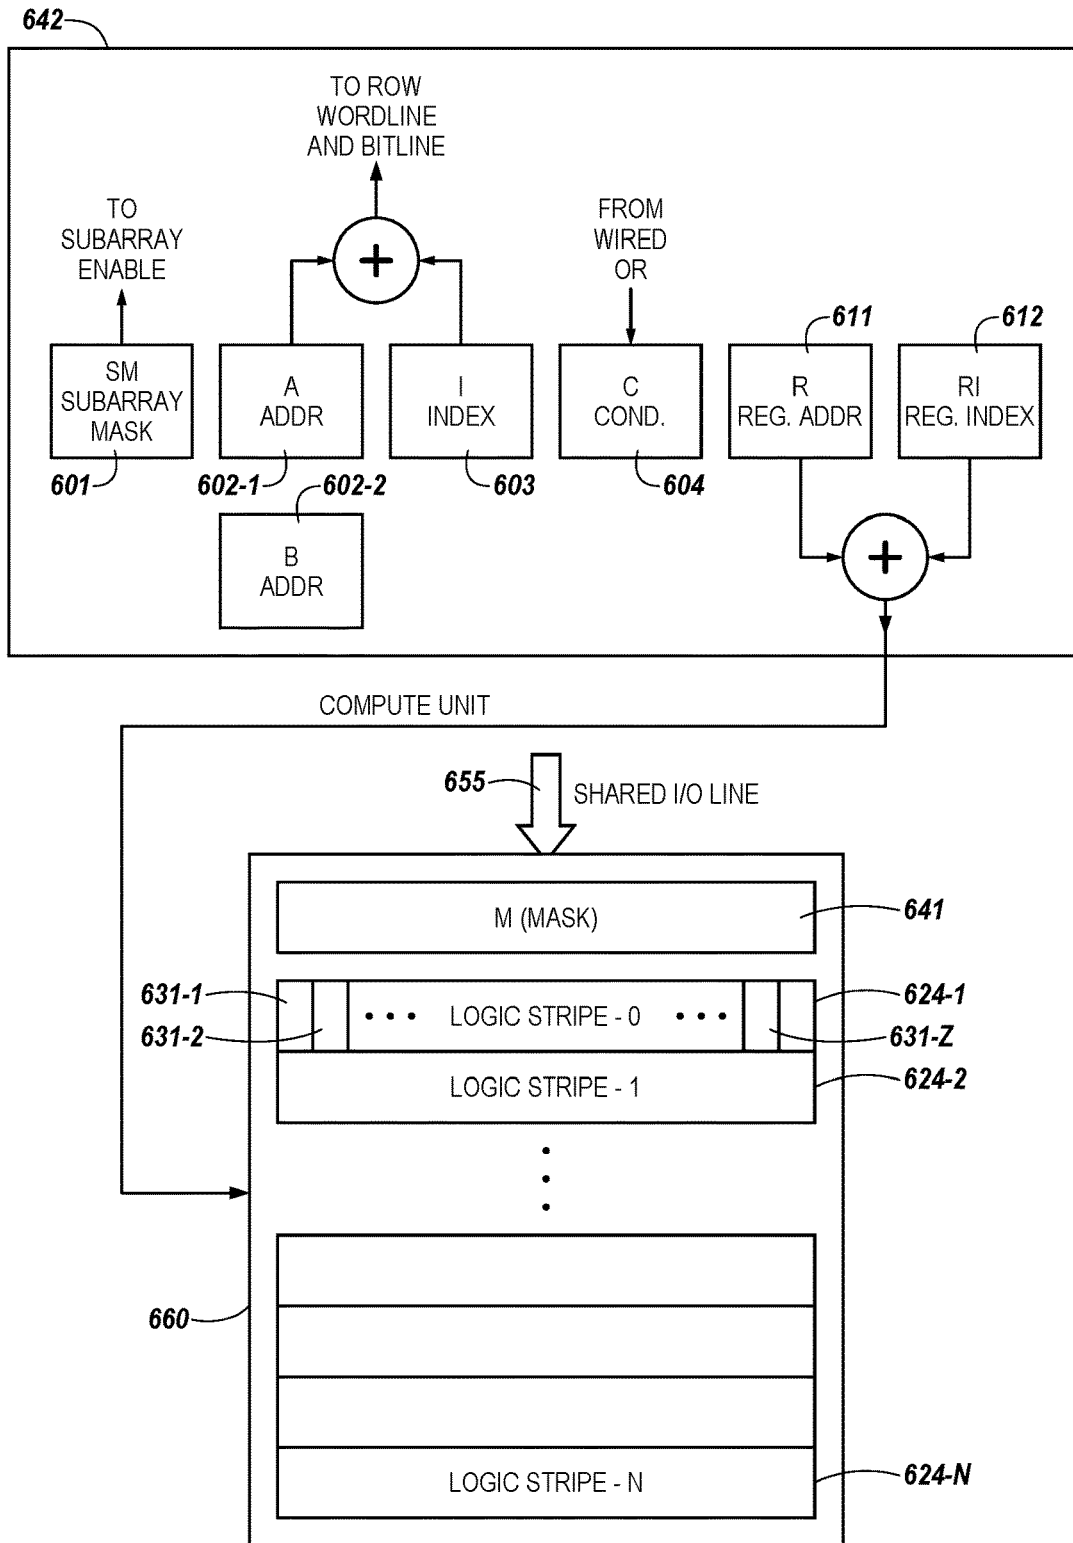 642
TO ROW
WORDLINE
AND BITLINE
TO
SUBARRAY
ENABLE
+
FROM
WIRED
OR
611
612
SM
SUBARRAY
MASK
A
ADDR
I
INDEX
C
COND.
R
REG. ADDR
RI
REG. INDEX
601
602-1
602-2
603
604
B
ADDR
+
COMPUTE UNIT
655
SHARED I/O LINE
M (MASK)
641
631-1
631-2
••• LOGIC STRIPE - 0 •••
624-1
631-Z
LOGIC STRIPE - 1
624-2
660
LOGIC STRIPE - N
624-N